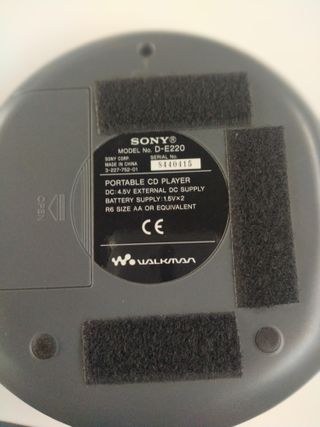 SONY®
MODEL No. D-E220
SONY CORP. SERIAL No.
MADE IN CHINA 8440415
3-227-752-01
PORTABLE CD PLAYER
DC: 4.5V EXTERNAL DC SUPPLY
BATTERY SUPPLY: 1.5V×2
R6 SIZE AA OR EQUIVALENT
CE
WALKMAN
OPEN